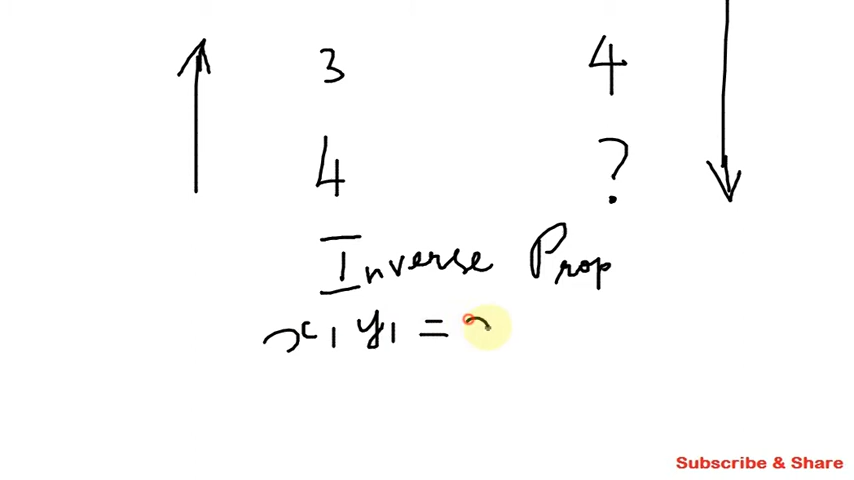 3 4
4 ?
Inverse Prop
x₁ y₁ =
Subscribe & Share